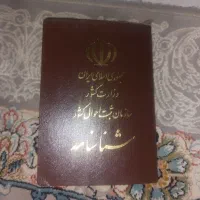 جمهوری اسلامی ایران
وزارت کشور
سازمان ثبت احوال کشور
شناسنامه